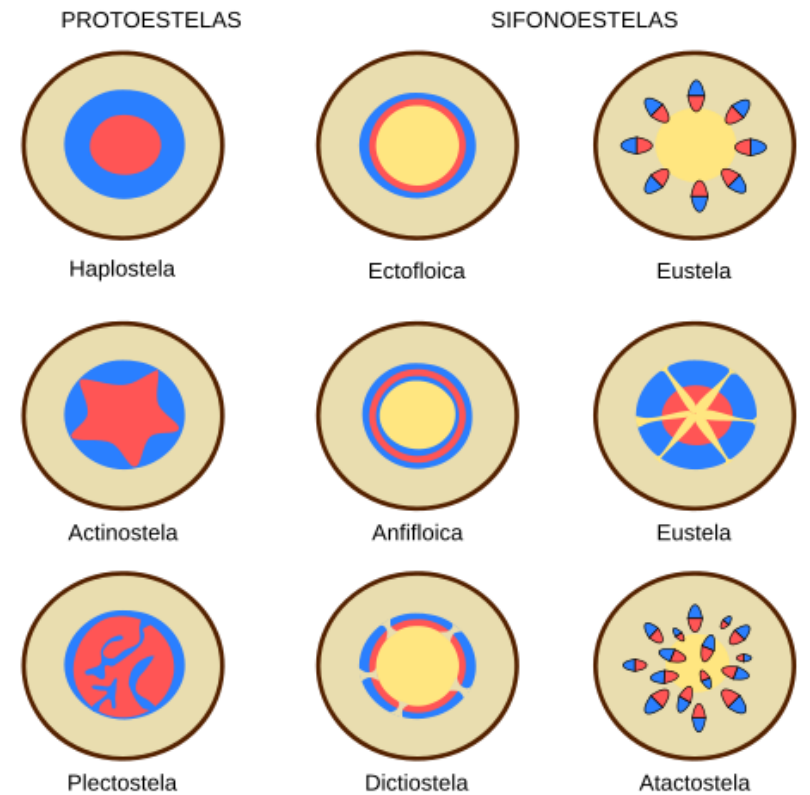 PROTOESTELAS
SIFONOESTELAS
Haplostela
Ectofloica
Eustela
Actinostela
Anfifloica
Eustela
Plectostela
Dictiostela
Atactostela